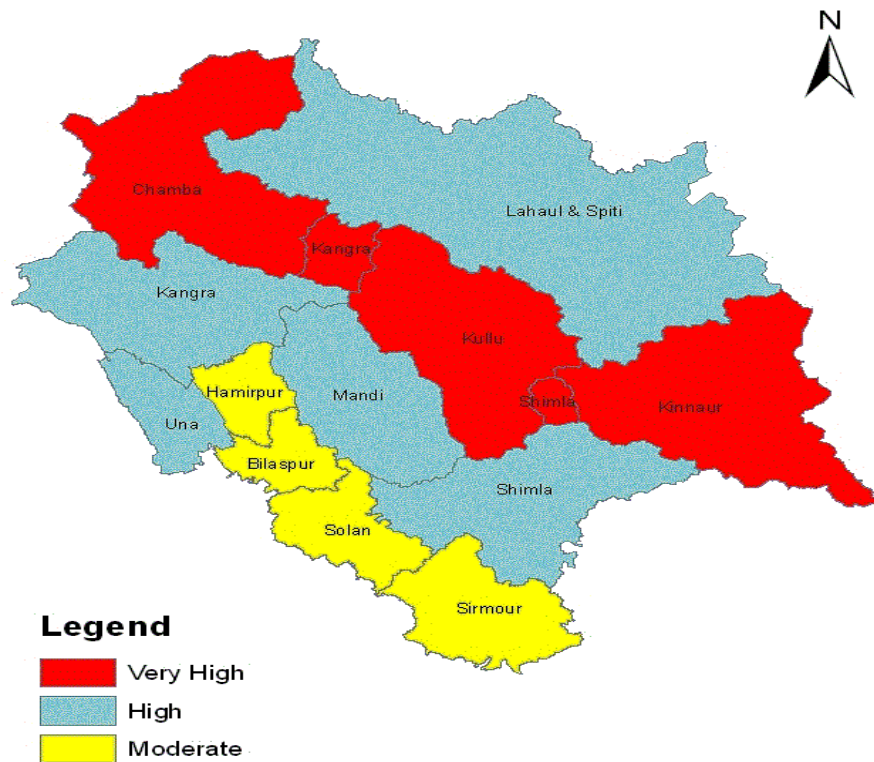 N
Chamba
Lahaul & Spiti
Kangra
Kangra
Kullu
Hamirpur
Mandi
Shimla
Kinnaur
Una
Bilaspur
Shimla
Solan
Sirmour
Legend
Very High
High
Moderate